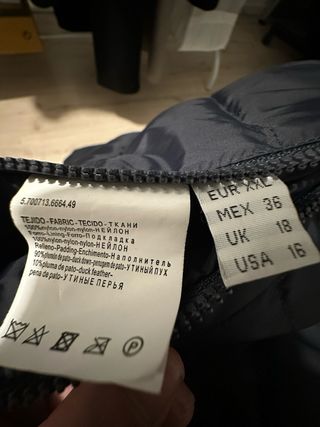 5.700713.6664.49
TEJIDO-FABRIC-TECIDO-ТКАНИ
100%nylon-nylon-nylon-НЕЙЛОН
Forro-Lining-Forro-Подкладка
100%nylon-nylon-nylon-НЕЙЛОН
Relleno-Padding-Enchimento-Наполнитель
90%plumón de pato-duck down-penugem de pato-УТИНЫЙ ПУХ
10%pluma de pato-duck feather-
pena de pato-УТИНЫЕ ПЕРЬЯ
P
EUR XXL
MEX 36
UK 18
USA 16